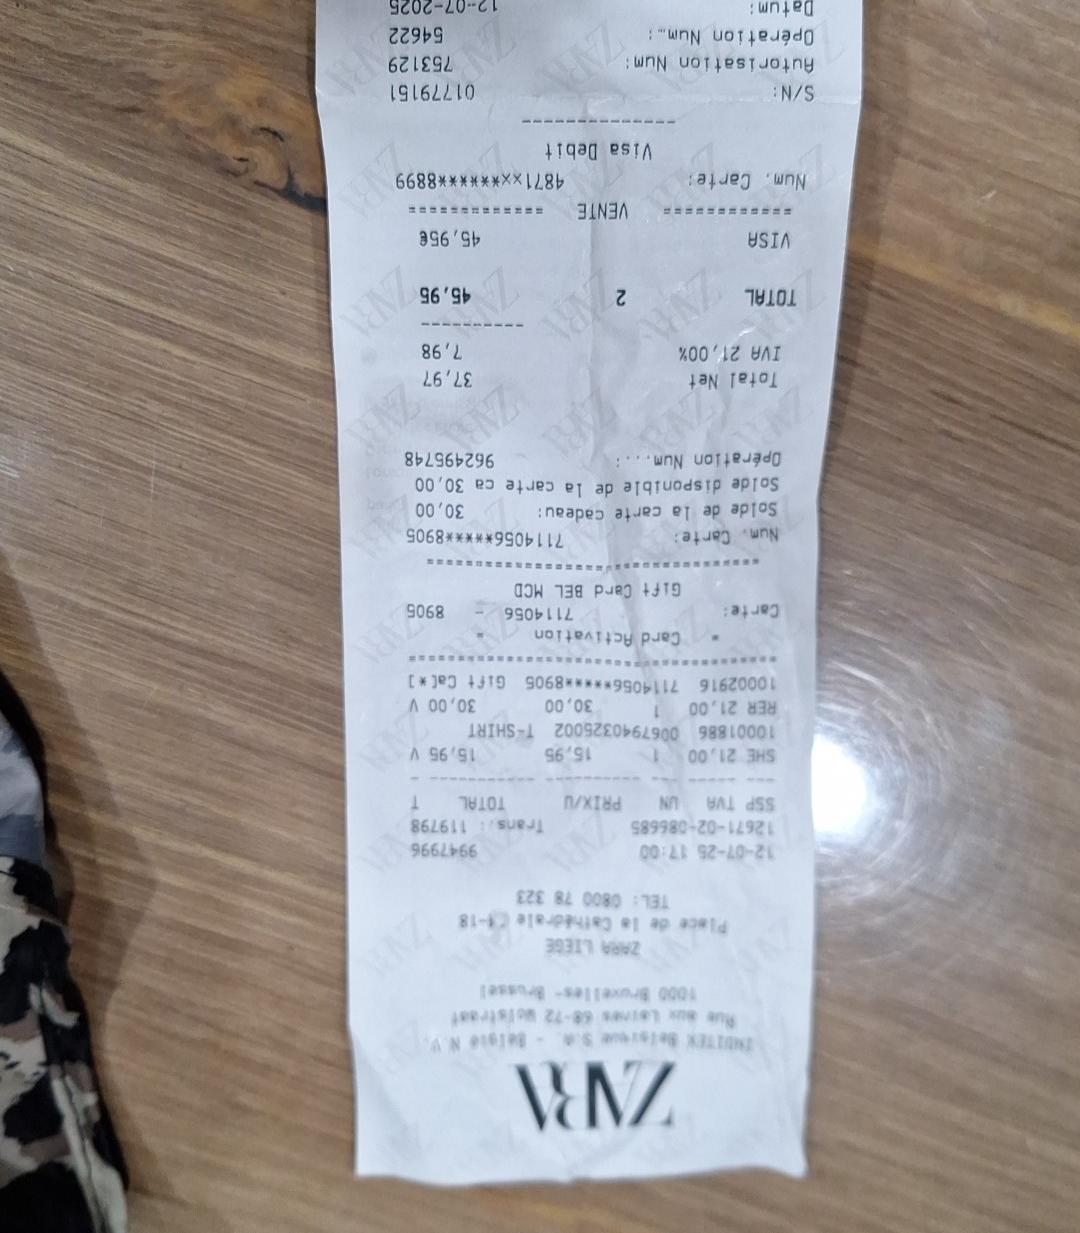 ZARA
INDITEX Belgique S.A. - Belgïe N.V.
Rue aux Laines 68-72 Wolstraat
1000 Bruxelles- Brussel
ZARA LIEGE
Place de la Cathédrale 14-18
TEL: 0800 78 323
12-07-25 17:00 9947996
12671-02-086685 Trans.: 119798
SSP TVA UN PRIX/U TOTAL T
--- ---- --- -------- ----------- -
SHE 21,00 1 15,95 15,95 V
10001886 0067940325002 T-SHIRT
RER 21,00 1 30,00 30,00 V
10002916 7114056******8905 Gift Ca[*]
=======================================
* Card Activation *
Carte: 7114056 - 8905
Gift Card BEL MCD
===================================
Num. Carte: 7114056******8905
Solde de la carte cadeau: 30,00
Solde disponible de la carte ca 30,00
Opération Num....: 962495748
Total Net 37,97
IVA 21,00% 7,98
-----------
TOTAL 2 45,95
VISA 45,95€
============= VENTE =============
Num. Carte: 4871xx*******8899
Visa Debit
----------------
S/N: 01779151
Autorisation Num: 753129
Opération Num…: 54622
Datum: 12-07-2025